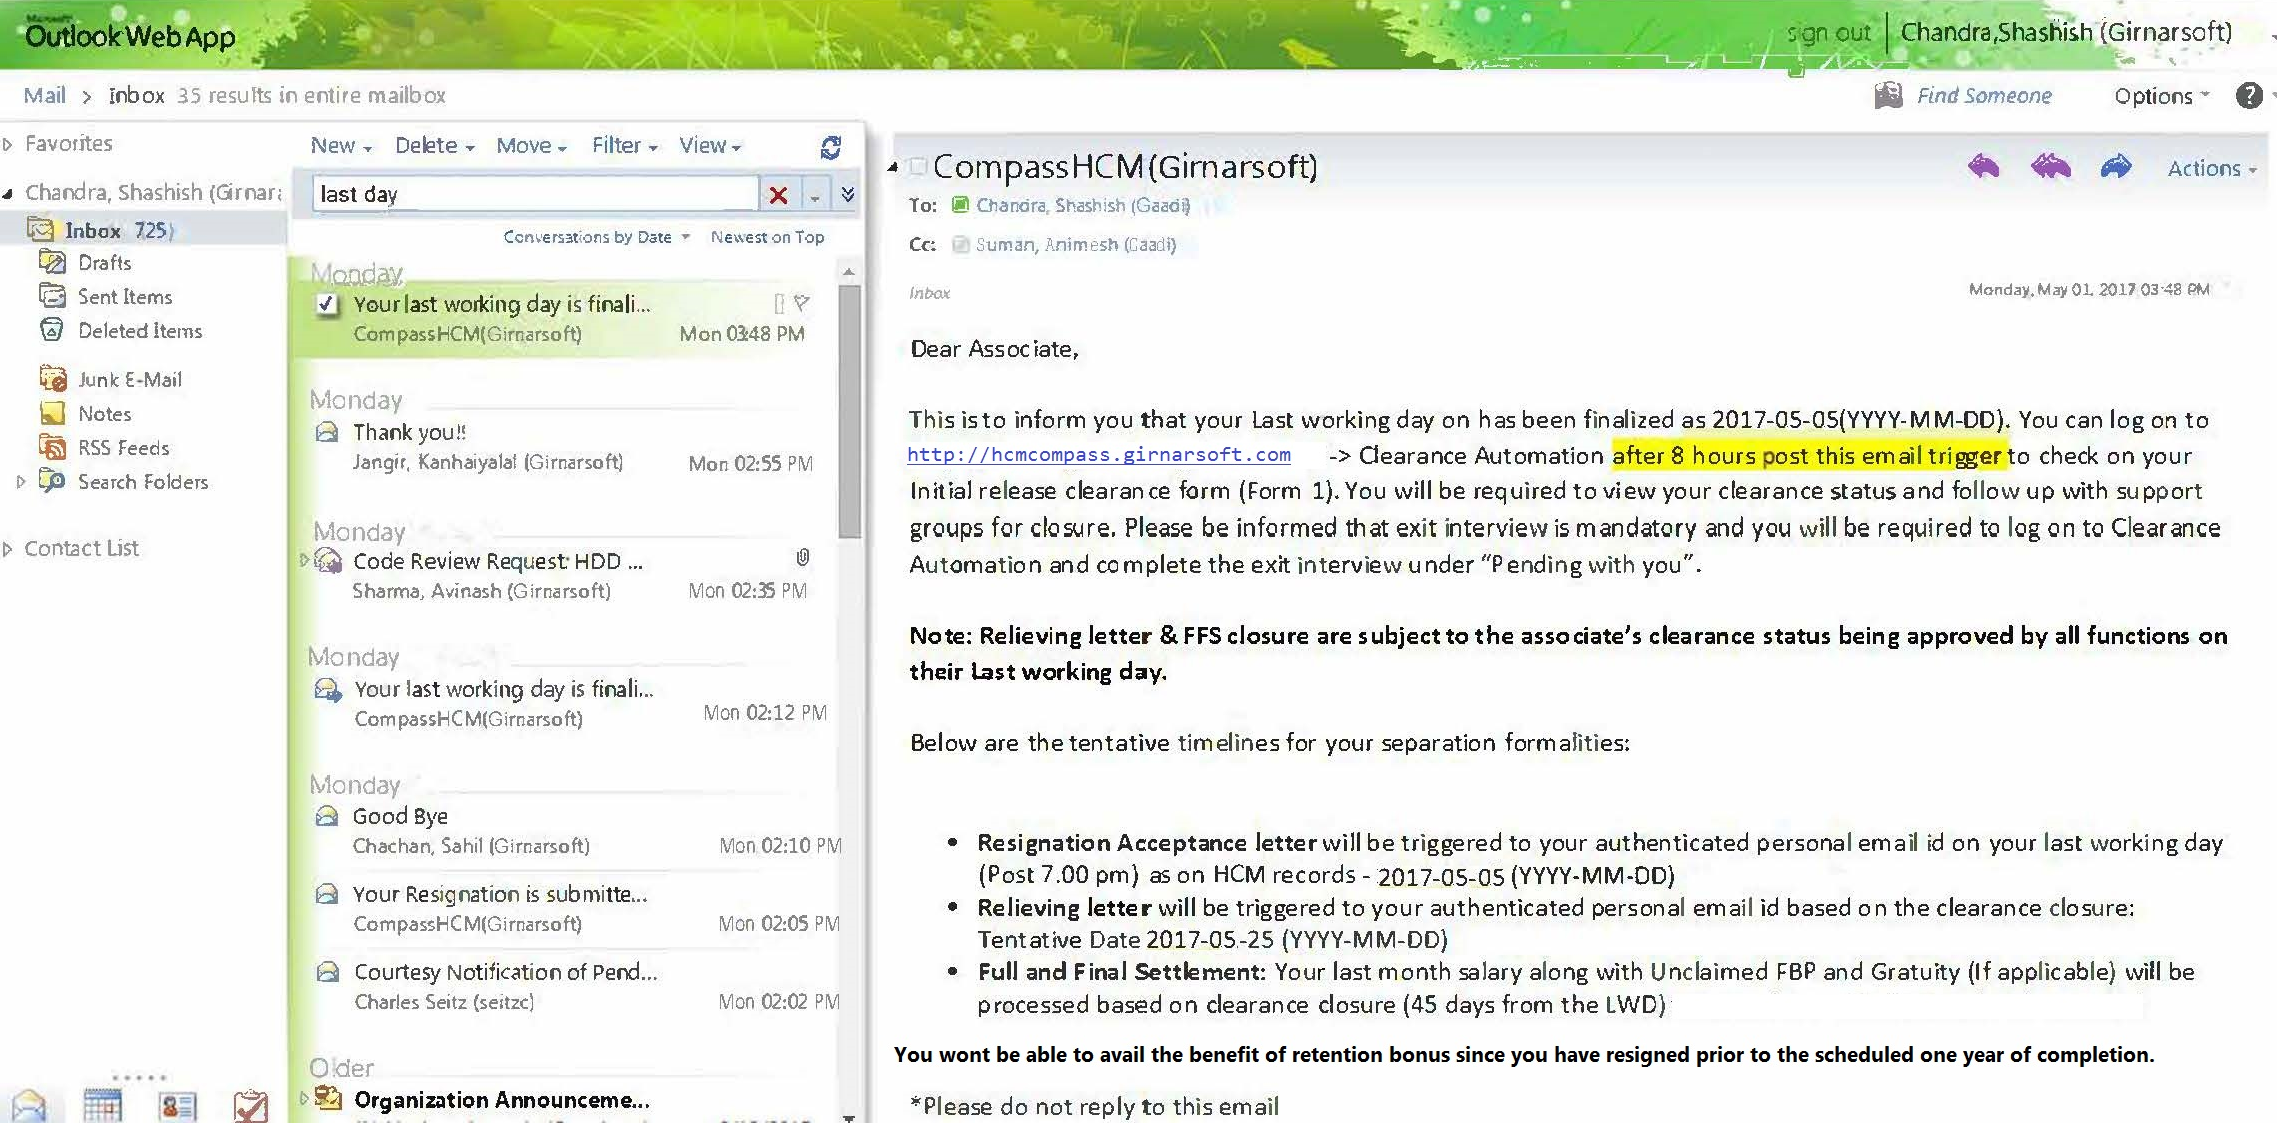 Microsoft
Outlook Web App
sign out | Chandra,Shashish (Girnarsoft)
Mail > Inbox 35 results in entire mailbox
Find Someone Options ?
Favorites
Chandra, Shashish (Girnar
Inbox 725)
Drafts
Sent Items
Deleted Items
Junk E-Mail
Notes
RSS Feeds
Search Folders
Contact List
New Delete Move Filter View
last day
Conversations by Date Newest on Top
Monday
Your last working day is finali...
CompassHCM(Girnarsoft) Mon 03:48 PM
Monday
Thank you!!
Jangir, Kanhaiyalal (Girnarsoft) Mon 02:55 PM
Monday
Code Review Request: HDD ...
Sharma, Avinash (Girnarsoft) Mon 02:35 PM
Monday
Your last working day is finali...
CompassHCM(Girnarsoft) Mon 02:12 PM
Monday
Good Bye
Chachan, Sahil (Girnarsoft) Mon 02:10 PM
Your Resignation is submitte...
CompassHCM(Girnarsoft) Mon 02:05 PM
Courtesy Notification of Pend...
Charles Seitz (seitzc) Mon 02:02 PM
Older
Organization Announceme...
CompassHCM(Girnarsoft)
Actions
To: Chandra, Shashish (Gaadi)
Cc: Suman, Animesh (Gaadi)
Inbox Monday, May 01, 2017 03:48 PM
Dear Associate,
This is to inform you that your Last working day on has been finalized as 2017-05-05(YYYY-MM-DD). You can log on to
http://hcmcompass.girnarsoft.com -> Clearance Automation after 8 hours post this email trigger to check on your
Initial release clearance form (Form 1). You will be required to view your clearance status and follow up with support
groups for closure. Please be informed that exit interview is mandatory and you will be required to log on to Clearance
Automation and complete the exit interview under “Pending with you”.
Note: Relieving letter & FFS closure are subject to the associate’s clearance status being approved by all functions on
their Last working day.
Below are the tentative timelines for your separation formalities:
• Resignation Acceptance letter will be triggered to your authenticated personal email id on your last working day
(Post 7.00 pm) as on HCM records - 2017-05-05 (YYYY-MM-DD)
• Relieving letter will be triggered to your authenticated personal email id based on the clearance closure:
Tentative Date 2017-05-25 (YYYY-MM-DD)
• Full and Final Settlement: Your last month salary along with Unclaimed FBP and Gratuity (If applicable) will be
processed based on clearance closure (45 days from the LWD)
You wont be able to avail the benefit of retention bonus since you have resigned prior to the scheduled one year of completion.
*Please do not reply to this email